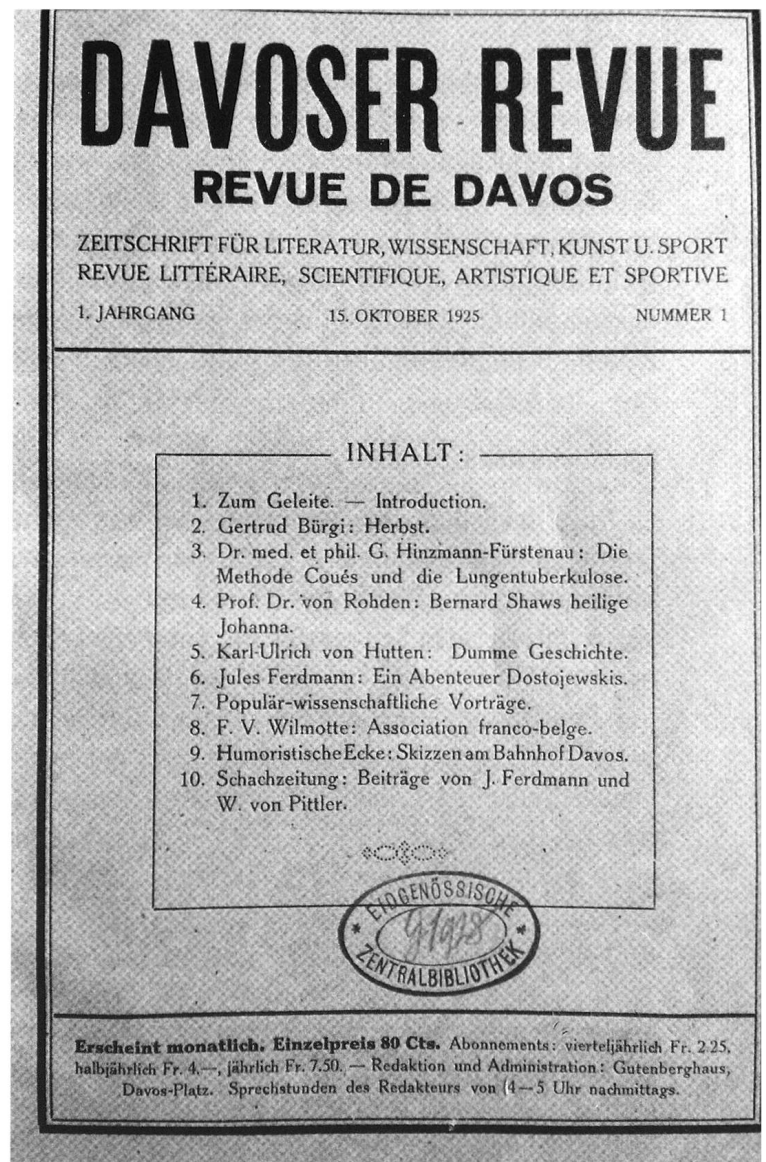 DAVOSER REVUE
REVUE DE DAVOS
ZEITSCHRIFT FÜR LITERATUR, WISSENSCHAFT, KUNST U. SPORT
REVUE LITTÉRAIRE, SCIENTIFIQUE, ARTISTIQUE ET SPORTIVE
1. JAHRGANG 15. OKTOBER 1925 NUMMER 1
INHALT:
1. Zum Geleite. — Introduction.
2. Gertrud Bürgi: Herbst.
3. Dr. med. et phil. G. Hinzmann-Fürstenau: Die
Methode Coués und die Lungentuberkulose.
4. Prof. Dr. von Rohden: Bernard Shaws heilige
Johanna.
5. Karl-Ulrich von Hutten: Dumme Geschichte.
6. Jules Ferdmann: Ein Abenteuer Dostojewskis.
7. Populär-wissenschaftliche Vorträge.
8. F. V. Wilmotte: Association franco-belge.
9. Humoristische Ecke: Skizzen am Bahnhof Davos.
10. Schachzeitung: Beiträge von J. Ferdmann und
W. von Pittler.
EIDGENÖSSISCHE
ZENTRALBIBLIOTHEK
Erscheint monatlich. Einzelpreis 80 Cts. Abonnements: vierteljährlich Fr. 2.25,
halbjährlich Fr. 4.—, jährlich Fr. 7.50. — Redaktion und Administration: Gutenberghaus,
Davos-Platz. Sprechstunden des Redakteurs von 4—5 Uhr nachmittags.